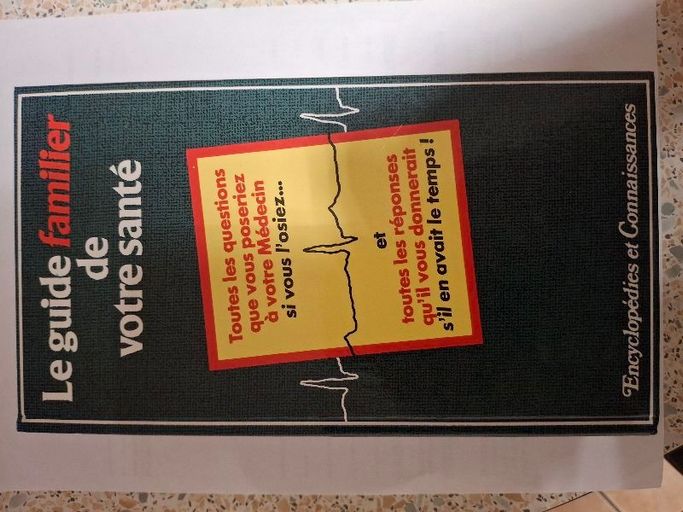 Le guide familier
de
votre santé
Toutes les questions
que vous poseriez
à votre Médecin
si vous l'osiez...
et
toutes les réponses
qu'il vous donnerait
s'il en avait le temps !
Encyclopédies et Connaissances